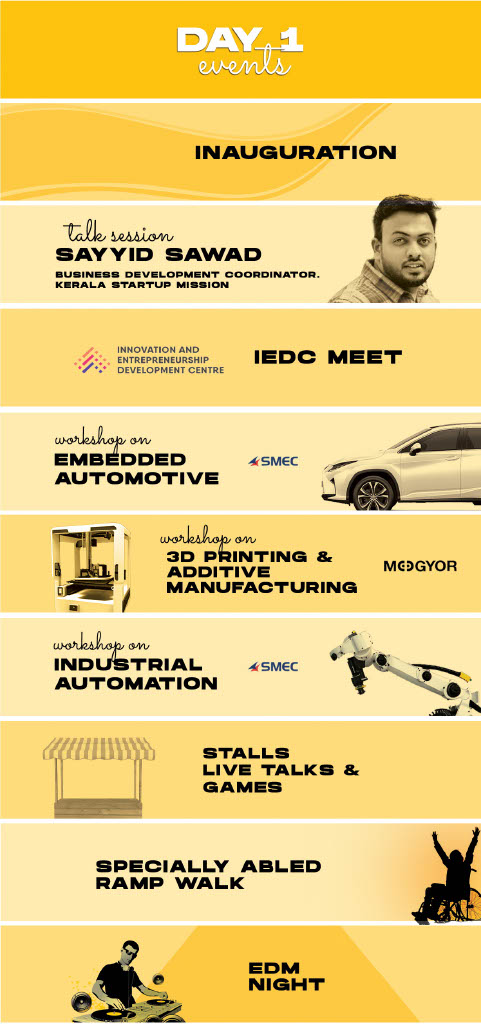 DAY 1
events
INAUGURATION
talk session
SAYYID SAWAD
BUSINESS DEVELOPMENT COORDINATOR.
KERALA STARTUP MISSION
INNOVATION AND
ENTREPRENEURSHIP
DEVELOPMENT CENTRE
IEDC MEET
workshop on
EMBEDDED
AUTOMOTIVE
SMEC
workshop on
3D PRINTING &
ADDITIVE
MANUFACTURING
MOOGYOR
workshop on
INDUSTRIAL
AUTOMATION
SMEC
STALLS
LIVE TALKS &
GAMES
SPECIALLY ABLED
RAMP WALK
EDM
NIGHT